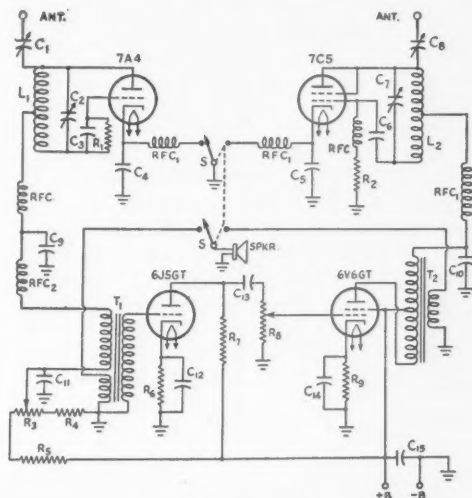 ANT. ANT.
C1 C8
7A4 7C5
L1 C2 C7 L2
C3 R1 C6
RFC1 S RFC1 RFC R2
C4 C5
RFC RFC1
S SPKR.
C9 C10
RFC2 T1 6J5GT C13 6V6GT T2
R7 R8
C11 R6 C12 C14 R9
R3 R4
R5 C15
+B -B